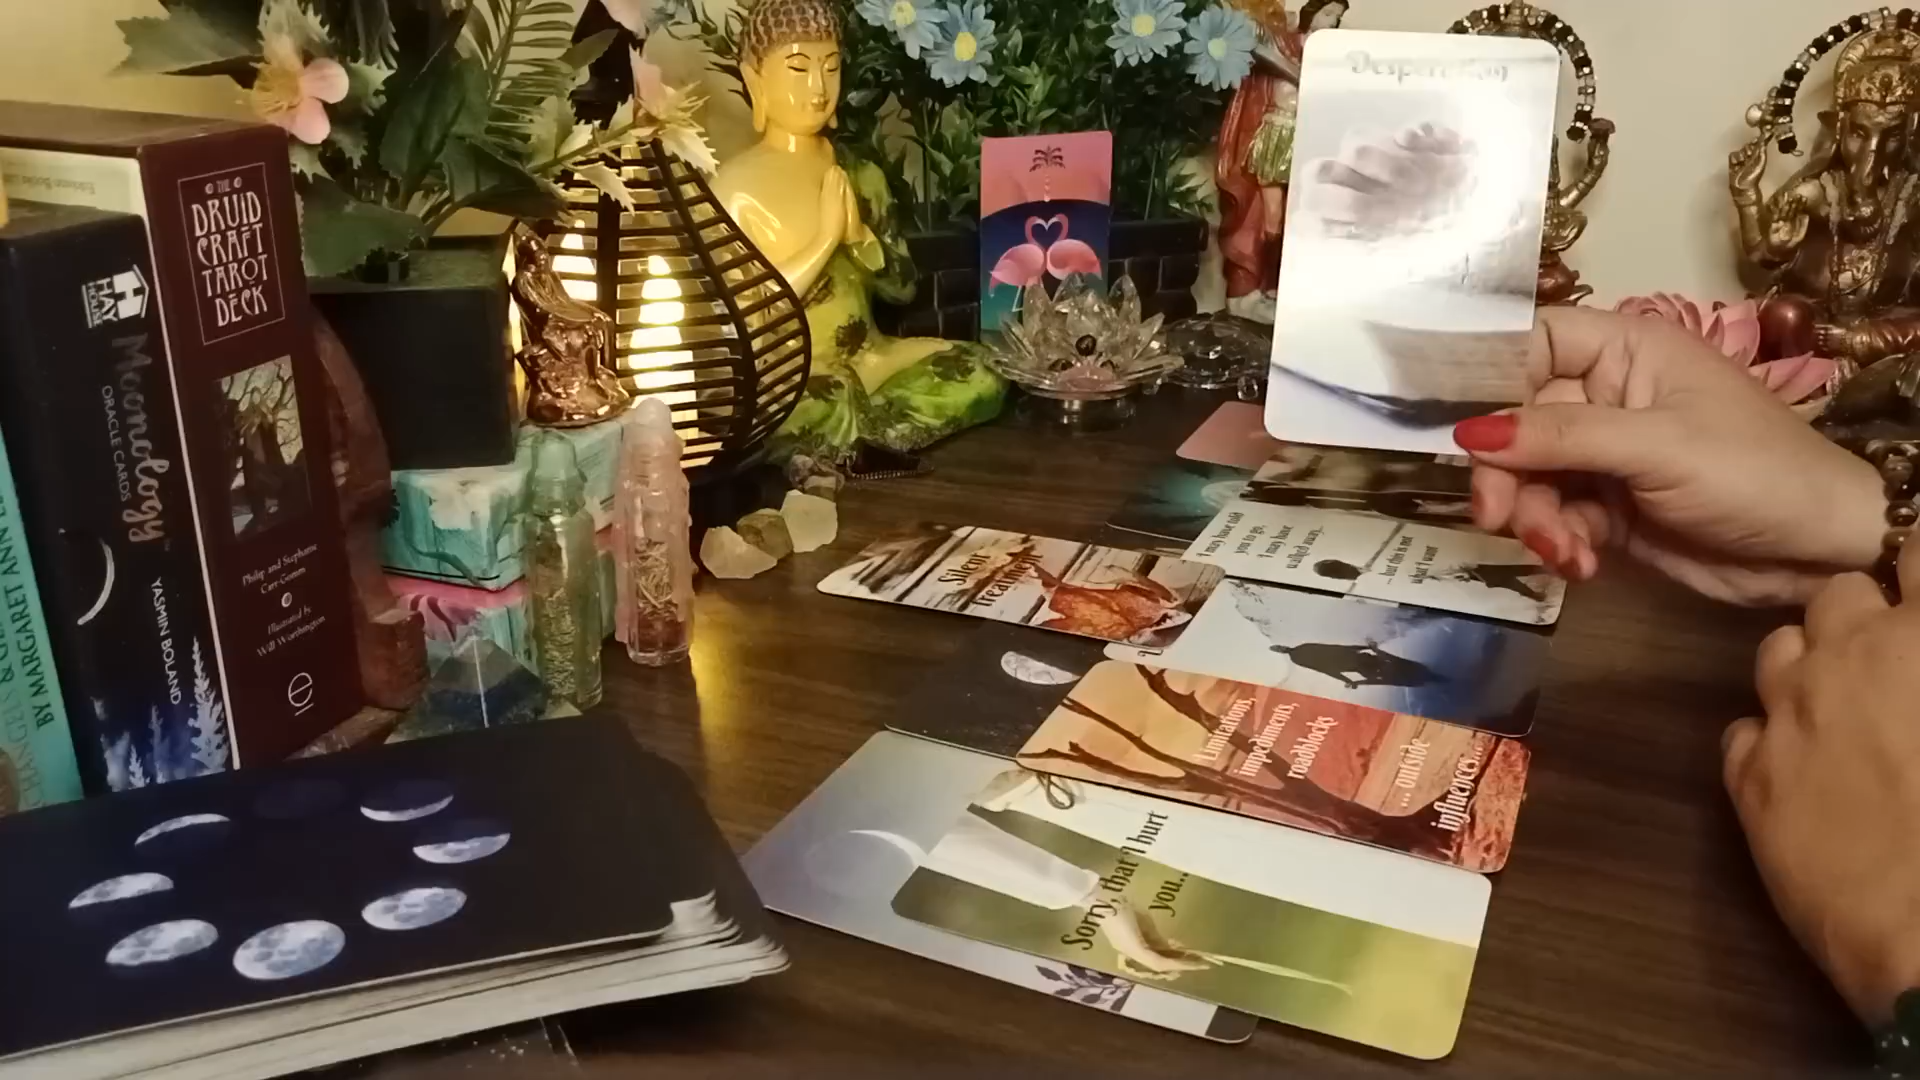 Desperation
THE
DRUID
CRAFT
TAROT
DECK
Philip and Stephanie
Carr-Gomm
Illustrated by
Will Worthington
HAY
HOUSE
Moonology
ORACLE CARDS
YASMIN BOLAND
BY MARGARET ANN
Silent
Treatment
I may have told
you to go,
I may have
walked away...
...but this is not
what I want
Limitations,
impediments,
roadblocks
... outside
influences...
Sorry, that I hurt
you..